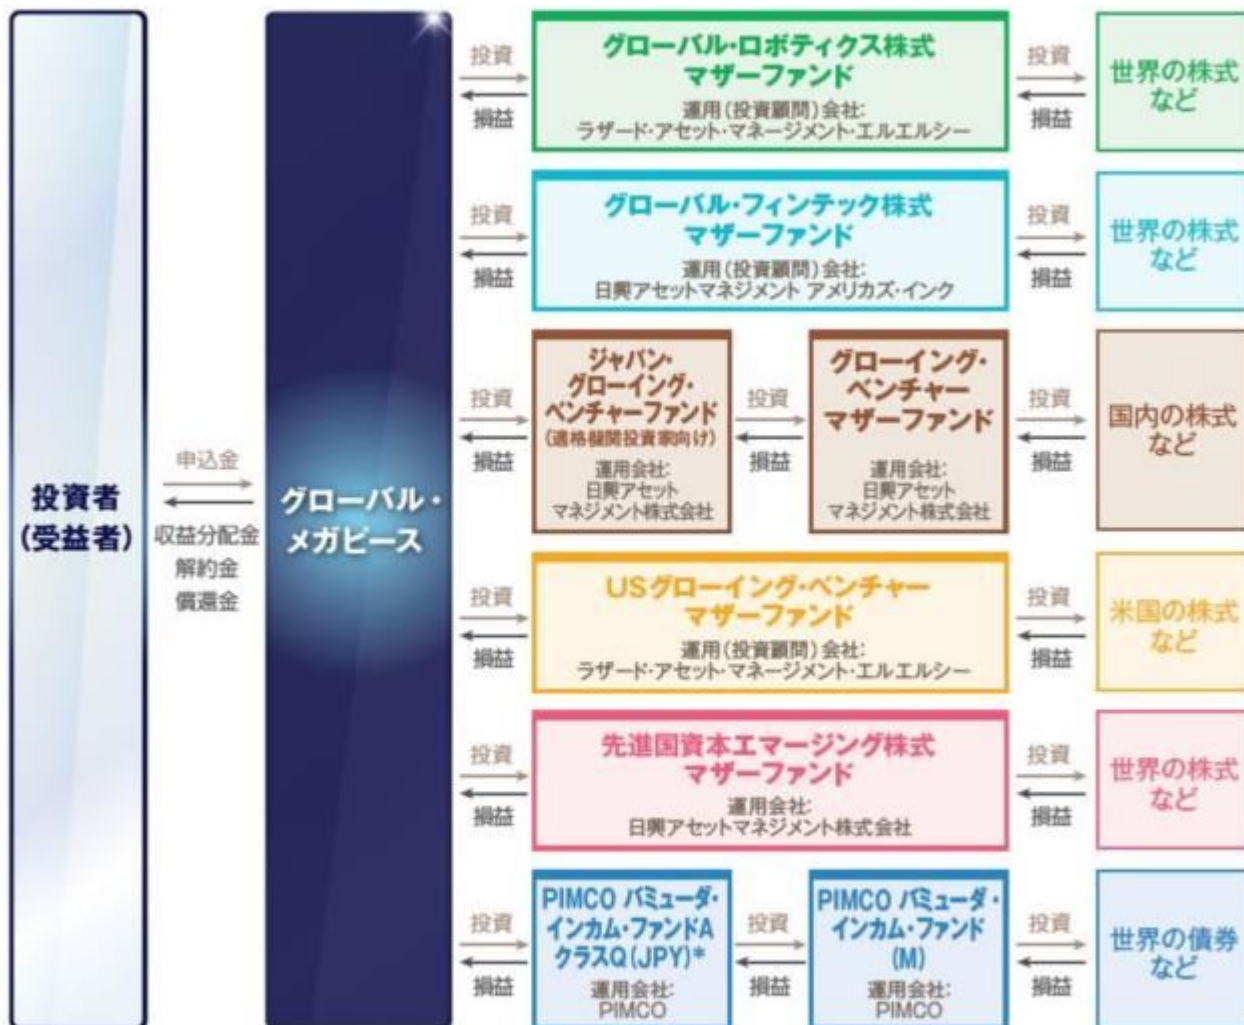 投資者
(受益者)
申込金
収益分配金
解約金
償還金
グローバル・
メガピース
投資
損益
グローバル・ロボティクス株式
マザーファンド
運用(投資顧問)会社:
ラザード・アセット・マネージメント・エルエルシー
投資
損益
世界の株式
など
投資
損益
グローバル・フィンテック株式
マザーファンド
運用(投資顧問)会社:
日興アセットマネジメント アメリカズ・インク
投資
損益
世界の株式
など
投資
損益
ジャパン・
グローイング・
ベンチャーファンド
(適格機関投資家向け)
運用会社:
日興アセット
マネジメント株式会社
投資
損益
グローイング・
ベンチャー
マザーファンド
運用会社:
日興アセット
マネジメント株式会社
投資
損益
国内の株式
など
投資
損益
USグローイング・ベンチャー
マザーファンド
運用(投資顧問)会社:
ラザード・アセット・マネージメント・エルエルシー
投資
損益
米国の株式
など
投資
損益
先進国資本エマージング株式
マザーファンド
運用会社:
日興アセットマネジメント株式会社
投資
損益
世界の株式
など
投資
損益
PIMCO バミューダ・
インカム・ファンドA
クラスQ(JPY)*
運用会社:
PIMCO
投資
損益
PIMCO バミューダ・
インカム・ファンド
(M)
運用会社:
PIMCO
投資
損益
世界の債券
など